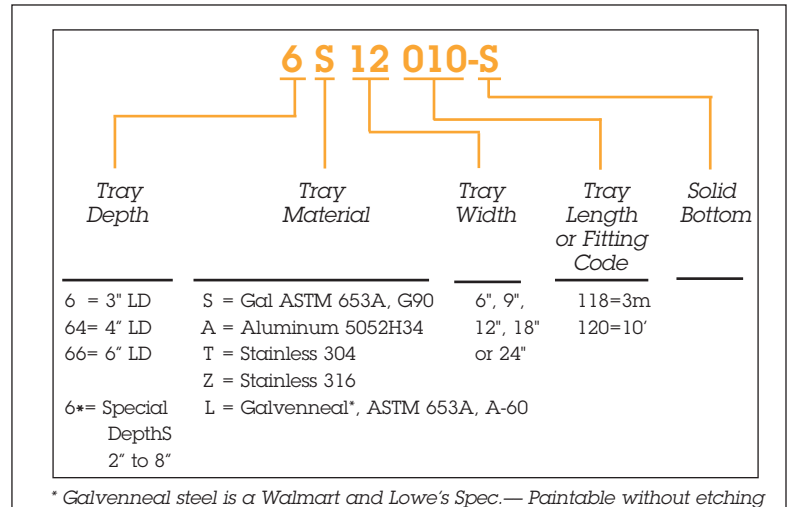 6 S 12 010-S
Tray Depth
Tray Material
Tray Width
Tray Length or Fitting Code
Solid Bottom
6 = 3" LD
64= 4″ LD
66= 6″ LD
6*= Special DepthS 2″ to 8″
S = Gal ASTM 653A, G90
A = Aluminum 5052H34
T = Stainless 304
Z = Stainless 316
L = Galvenneal*, ASTM 653A, A-60
6", 9",
12", 18"
or 24"
118=3m
120=10′
* Galvenneal steel is a Walmart and Lowe's Spec.— Paintable without etching